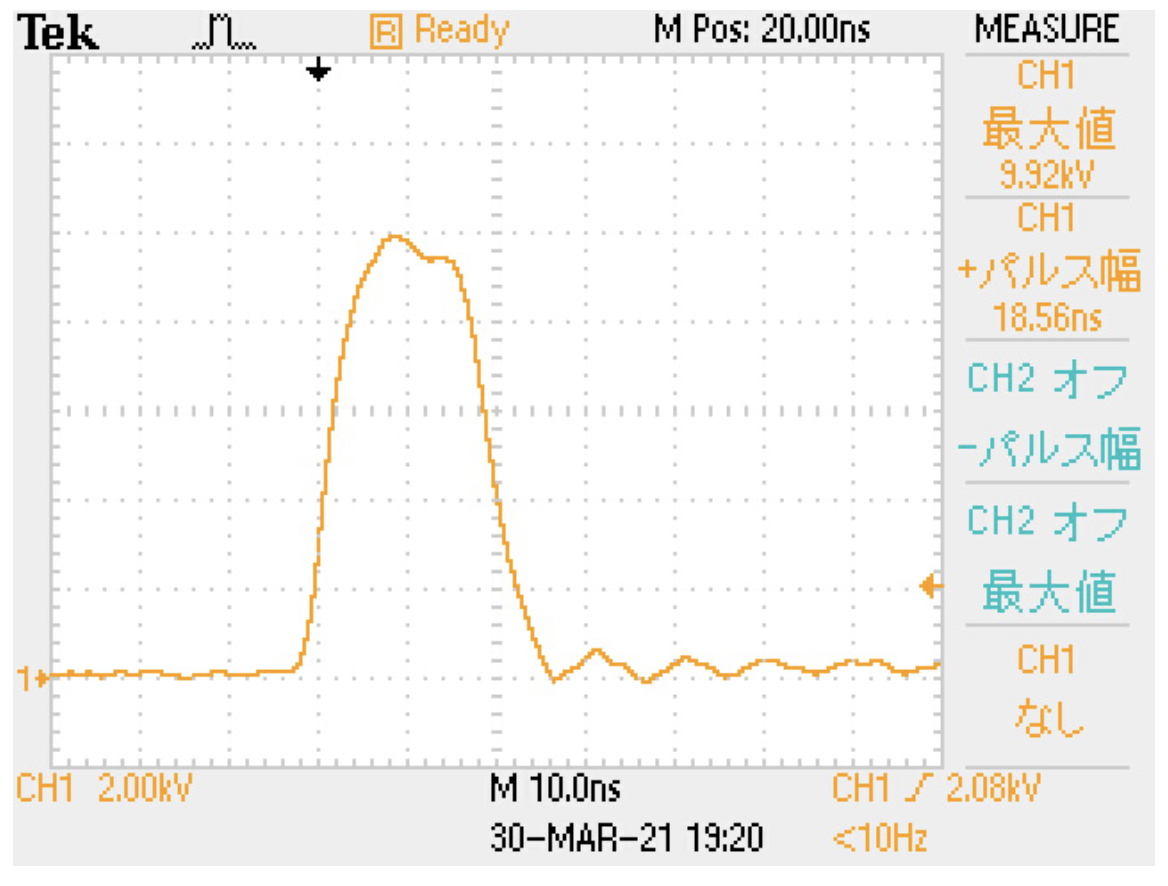 Tek R Ready M Pos: 20.00ns MEASURE
CH1
最大値
9.92kV
CH1
+パルス幅
18.56ns
CH2 オフ
-パルス幅
CH2 オフ
最大値
CH1
なし
1
CH1 2.00kV M 10.0ns CH1 2.08kV
30-MAR-21 19:20 <10Hz